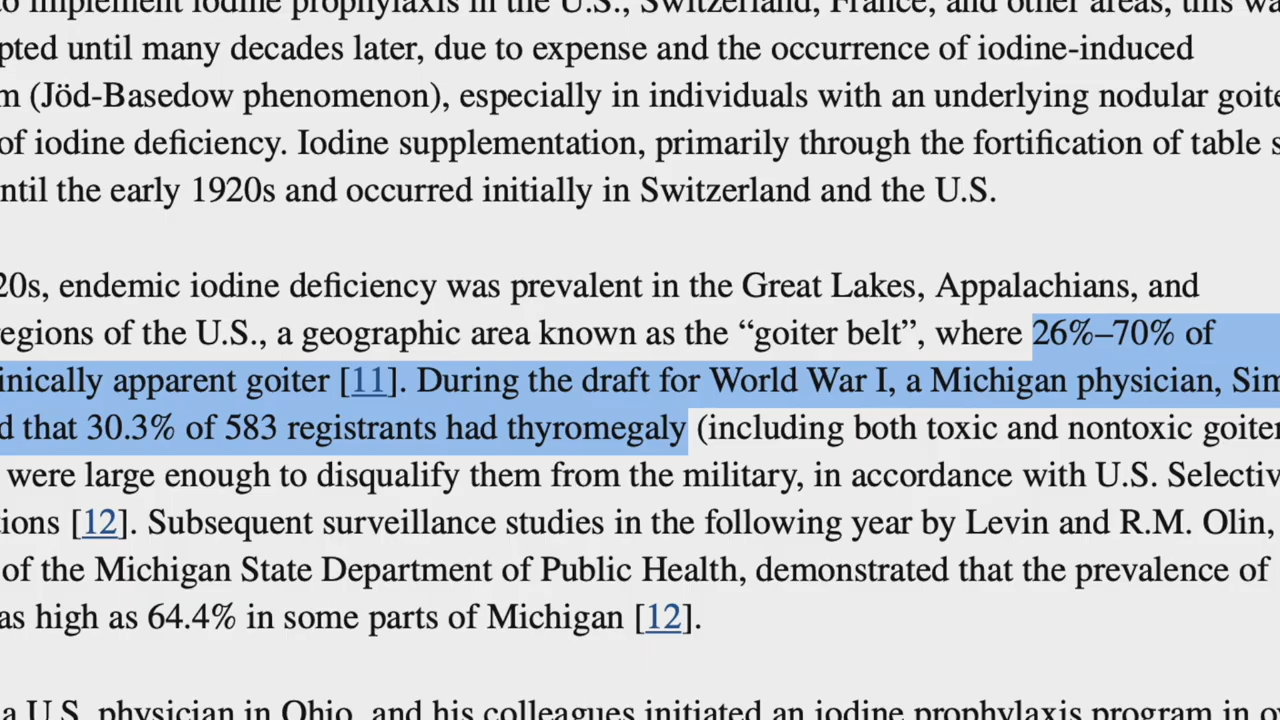 to implement iodine prophylaxis in the U.S., Switzerland, France, and other areas, this wa
pted until many decades later, due to expense and the occurrence of iodine-induced
m (Jöd-Basedow phenomenon), especially in individuals with an underlying nodular goite
of iodine deficiency. Iodine supplementation, primarily through the fortification of table s
ntil the early 1920s and occurred initially in Switzerland and the U.S.
20s, endemic iodine deficiency was prevalent in the Great Lakes, Appalachians, and
egions of the U.S., a geographic area known as the “goiter belt”, where 26%–70% of
inically apparent goiter [11]. During the draft for World War I, a Michigan physician, Sim
d that 30.3% of 583 registrants had thyromegaly (including both toxic and nontoxic goiter
were large enough to disqualify them from the military, in accordance with U.S. Selectiv
tions [12]. Subsequent surveillance studies in the following year by Levin and R.M. Olin,
of the Michigan State Department of Public Health, demonstrated that the prevalence of
as high as 64.4% in some parts of Michigan [12].
a U.S. physician in Ohio, and his colleagues initiated an iodine prophylaxis program in